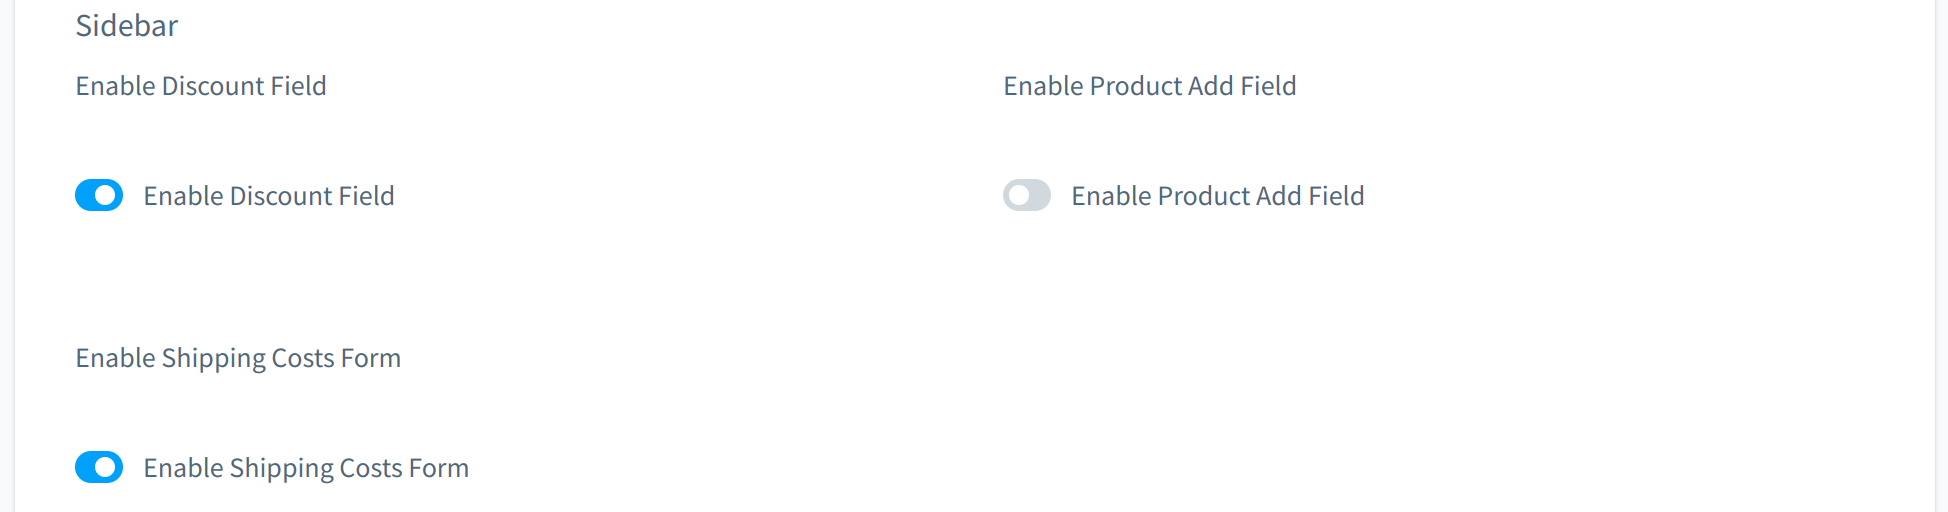 Sidebar
Enable Discount Field
Enable Product Add Field
Enable Discount Field
Enable Product Add Field
Enable Shipping Costs Form
Enable Shipping Costs Form